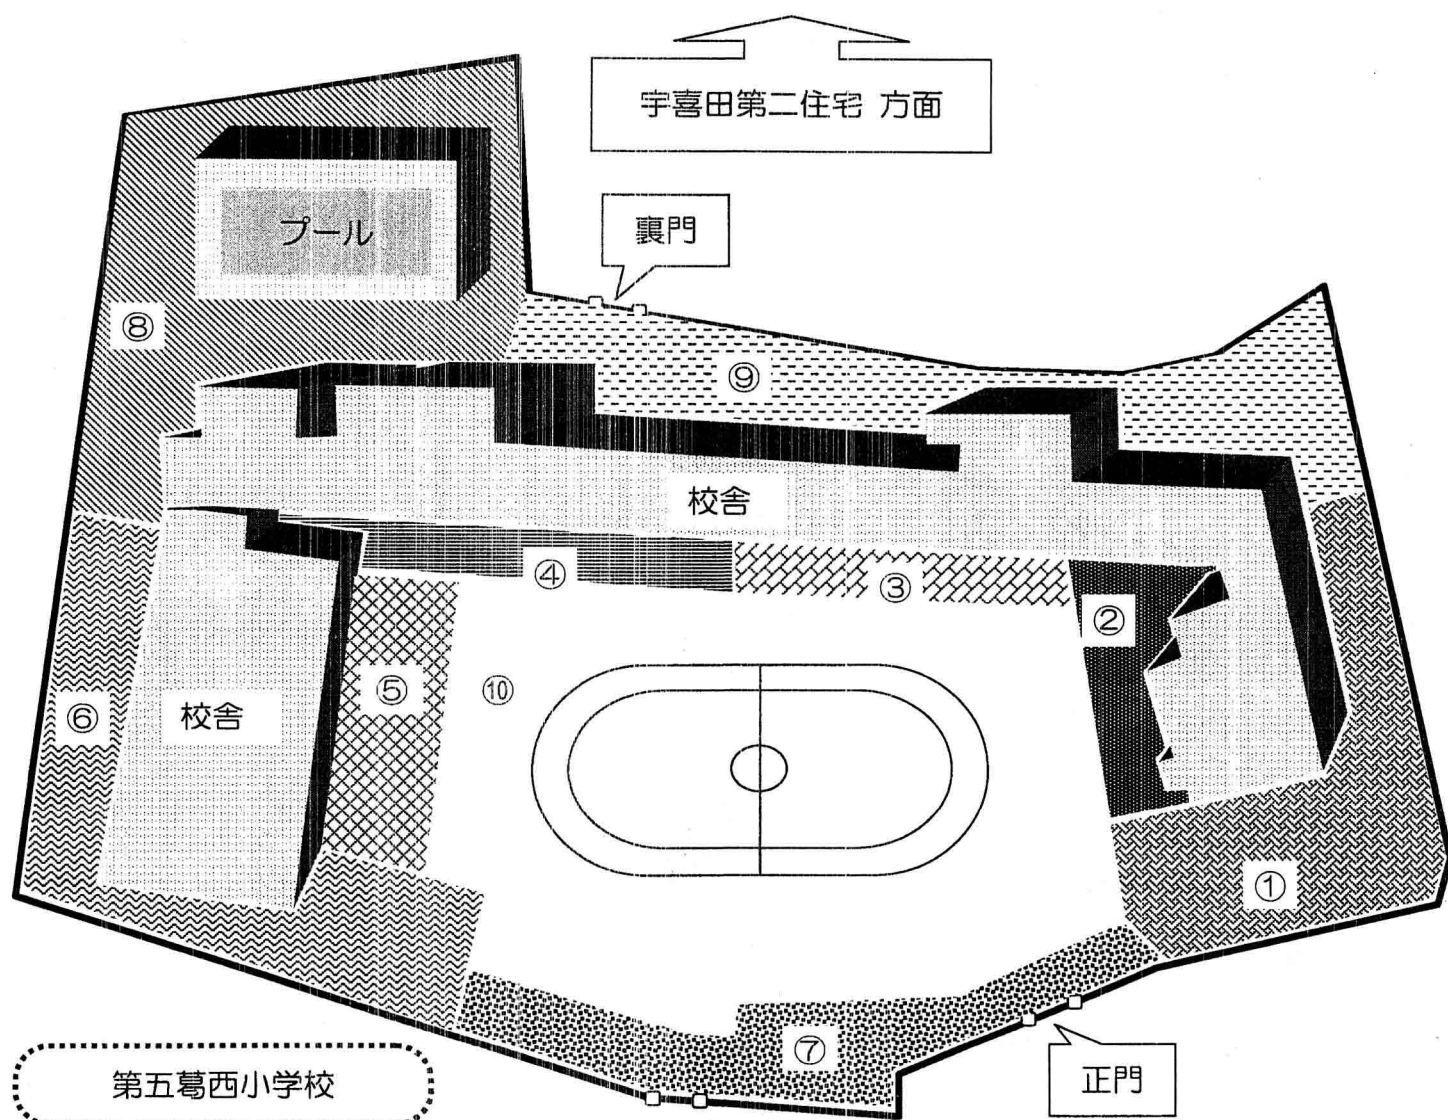 宇喜田第二住宅 方面
裏門
プール
⑧
⑨
校舎
④
③
②
⑤
⑩
⑥
校舎
①
⑦
第五葛西小学校
正門